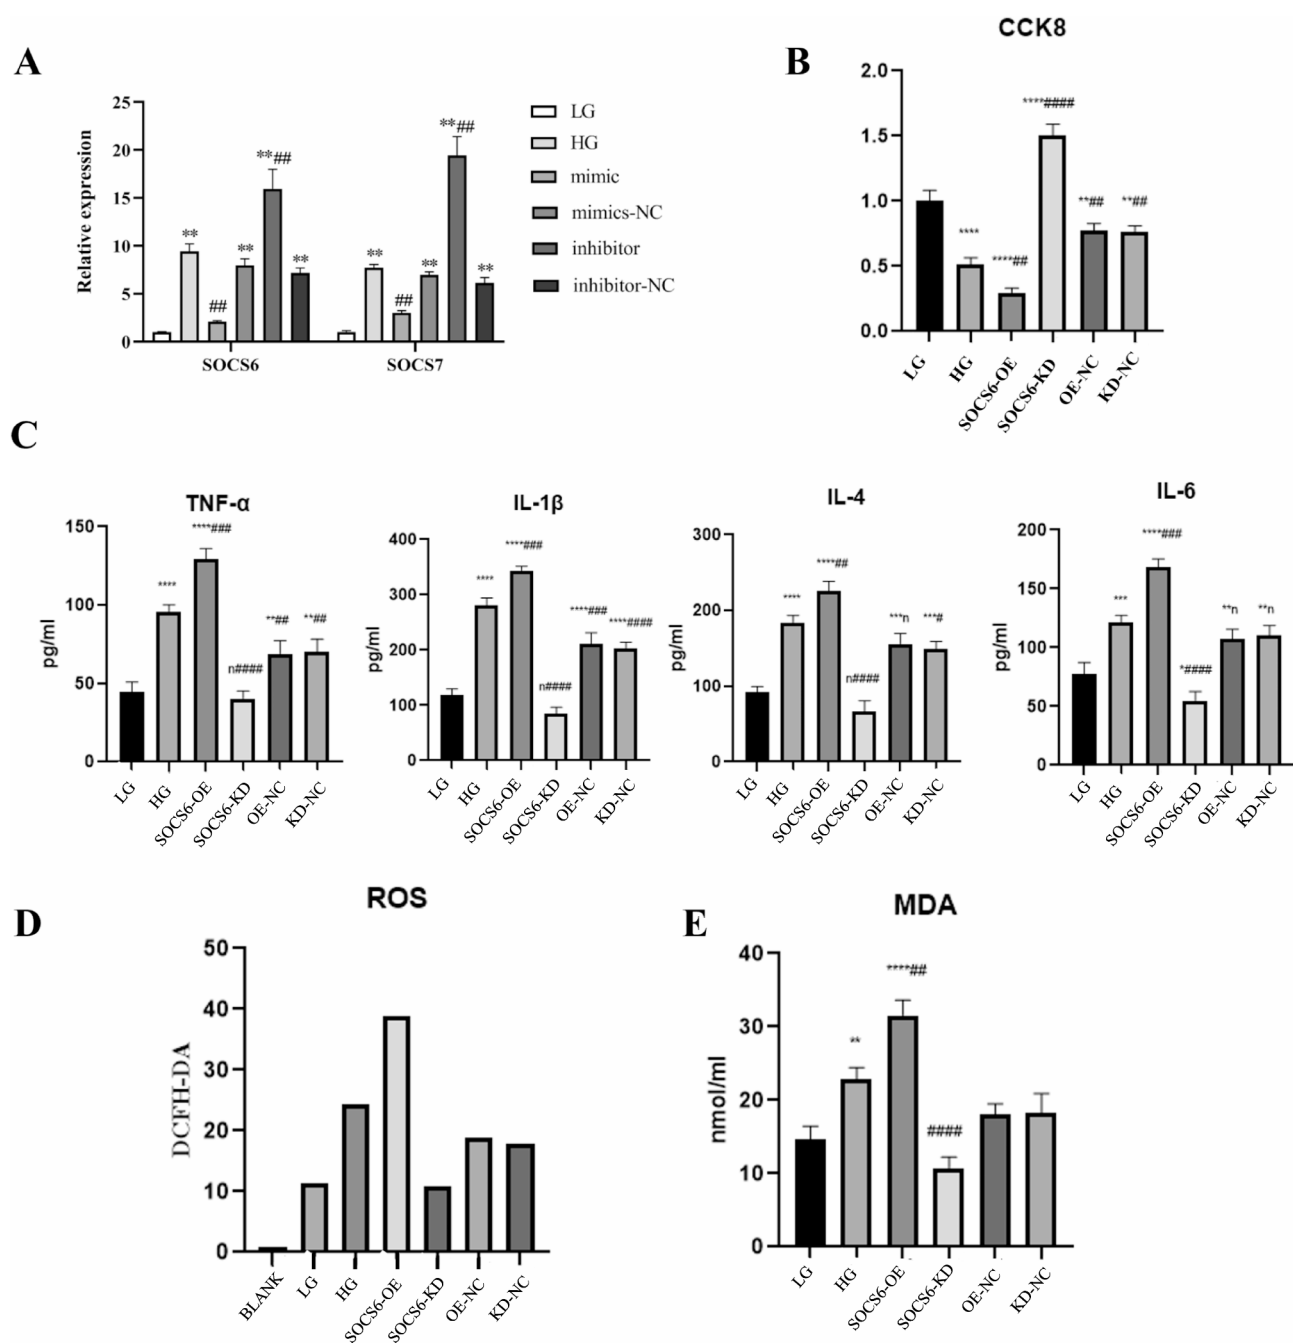 A
Relative expression
25
20
15
10
5
0
** ## ** ** ** ** ## ** ** ## ** **
SOCS6 SOCS7
LG
HG
mimic
mimics-NC
inhibitor
inhibitor-NC
B
CCK8
2.0
1.5
1.0
0.5
0.0
**** ****## ****#### **## **##
LG HG SOCS6-OE SOCS6-KD OE-NC KD-NC
C
TNF-α
pg/ml
150
100
50
0
**** ****### n#### **## **##
LG HG SOCS6-OE SOCS6-KD OE-NC KD-NC
IL-1β
pg/ml
400
300
200
100
0
**** ****### n#### ****### ****####
LG HG SOCS6-OE SOCS6-KD OE-NC KD-NC
IL-4
pg/ml
300
200
100
0
**** ****## n#### ***n ***#
LG HG SOCS6-OE SOCS6-KD OE-NC KD-NC
IL-6
pg/ml
200
150
100
50
0
*** ****### *#### **n **n
LG HG SOCS6-OE SOCS6-KD OE-NC KD-NC
D
ROS
DCFH-DA
50
40
30
20
10
0
BLANK LG HG SOCS6-OE SOCS6-KD OE-NC KD-NC
E
MDA
nmol/ml
40
30
20
10
0
** ****## ####
LG HG SOCS6-OE SOCS6-KD OE-NC KD-NC